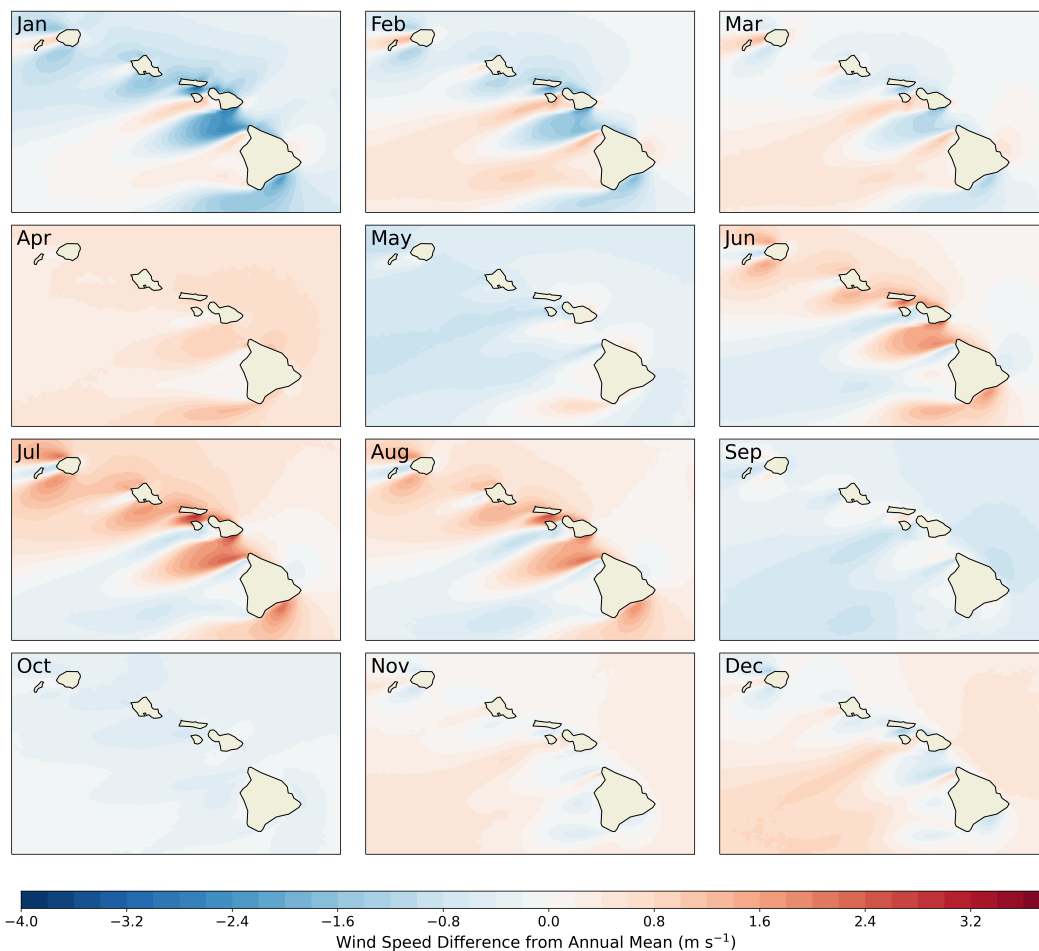 Jan Feb Mar
Apr May Jun
Jul Aug Sep
Oct Nov Dec
−4.0 −3.2 −2.4 −1.6 −0.8 0.0 0.8 1.6 2.4 3.2
Wind Speed Difference from Annual Mean (m s⁻¹)